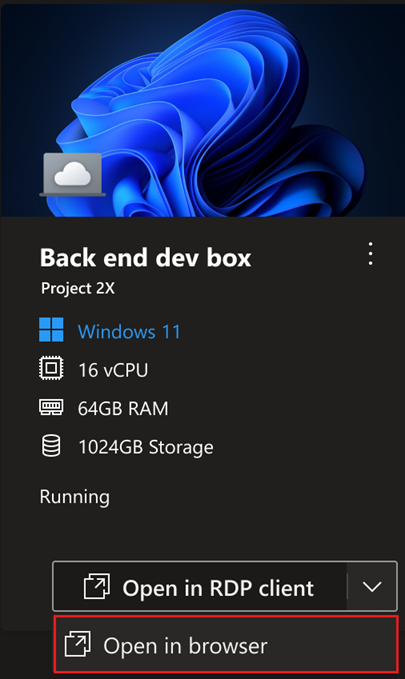 Back end dev box
Project 2X
Windows 11
16 vCPU
64GB RAM
1024GB Storage
Running
Open in RDP client
Open in browser